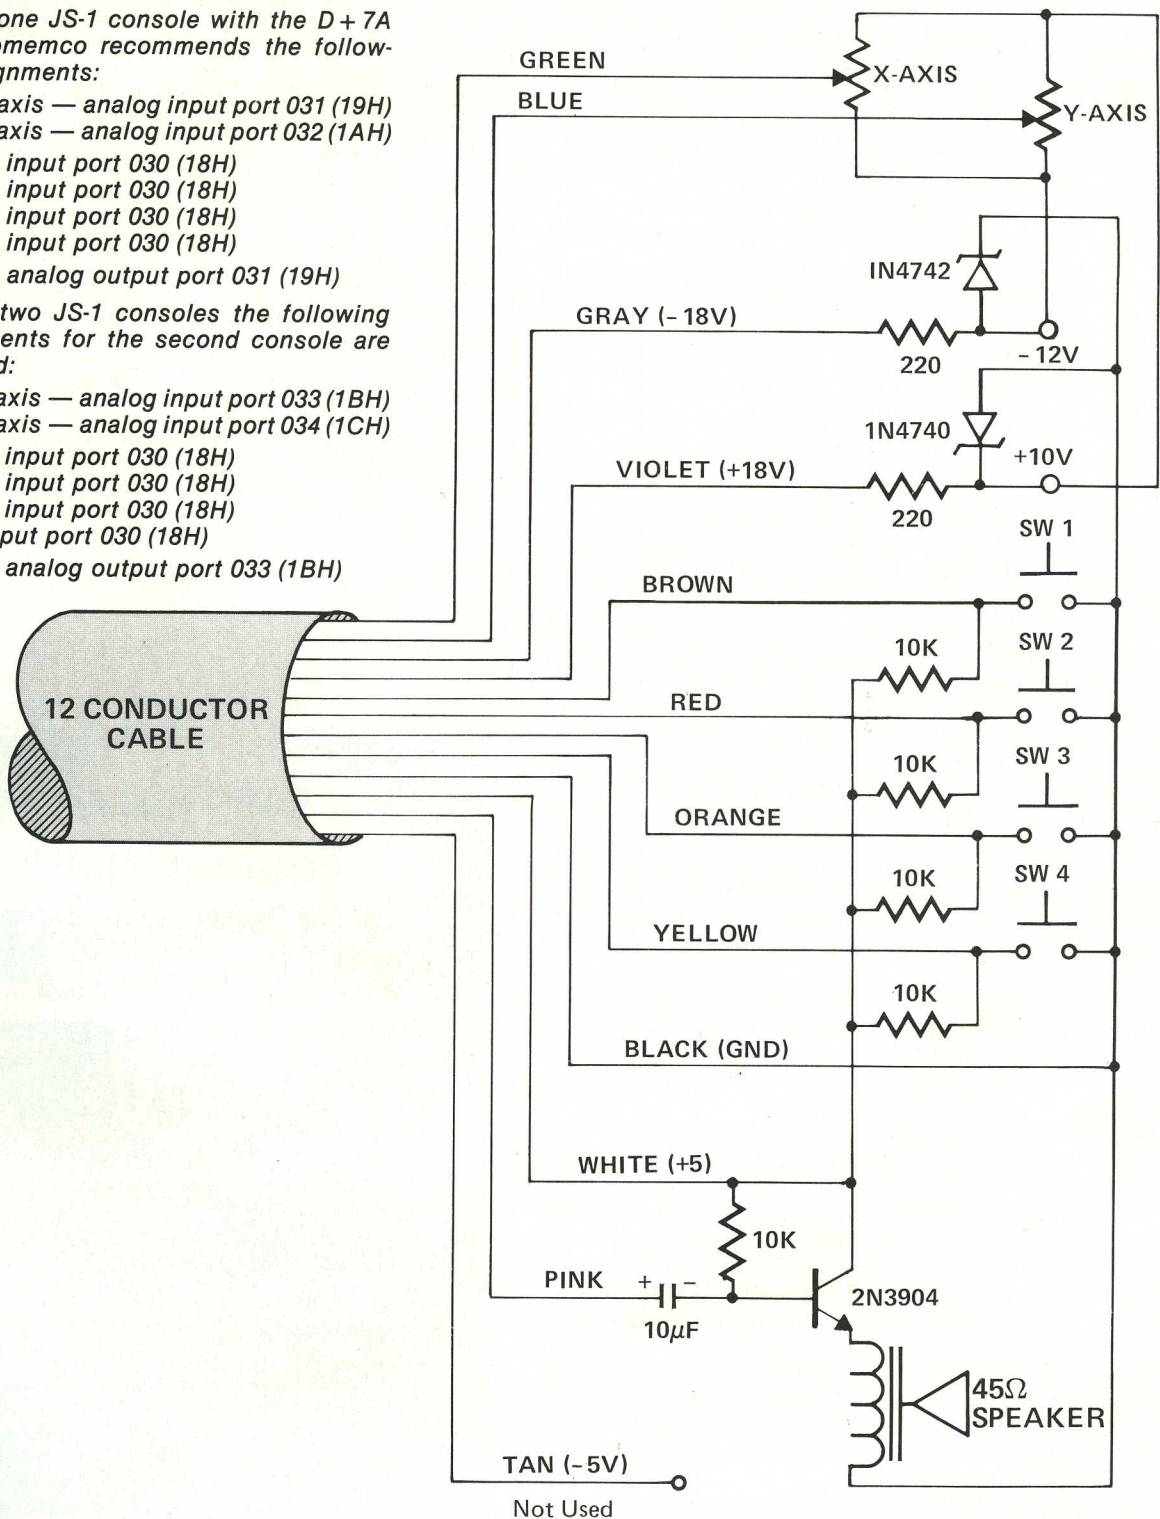 one JS-1 console with the D+7A
omemco recommends the follow-
gnments:
axis — analog input port 031 (19H)
axis — analog input port 032 (1AH)
input port 030 (18H)
input port 030 (18H)
input port 030 (18H)
input port 030 (18H)
analog output port 031 (19H)
two JS-1 consoles the following
ents for the second console are
d:
axis — analog input port 033 (1BH)
axis — analog input port 034 (1CH)
input port 030 (18H)
input port 030 (18H)
input port 030 (18H)
put port 030 (18H)
analog output port 033 (1BH)
12 CONDUCTOR
CABLE
GREEN
X-AXIS
BLUE
Y-AXIS
IN4742
GRAY (-18V)
220
-12V
1N4740
+10V
VIOLET (+18V)
220
SW 1
BROWN
10K
SW 2
RED
10K
SW 3
ORANGE
10K
SW 4
YELLOW
10K
BLACK (GND)
WHITE (+5)
10K
PINK
+ -
10µF
2N3904
45Ω
SPEAKER
TAN (-5V)
Not Used